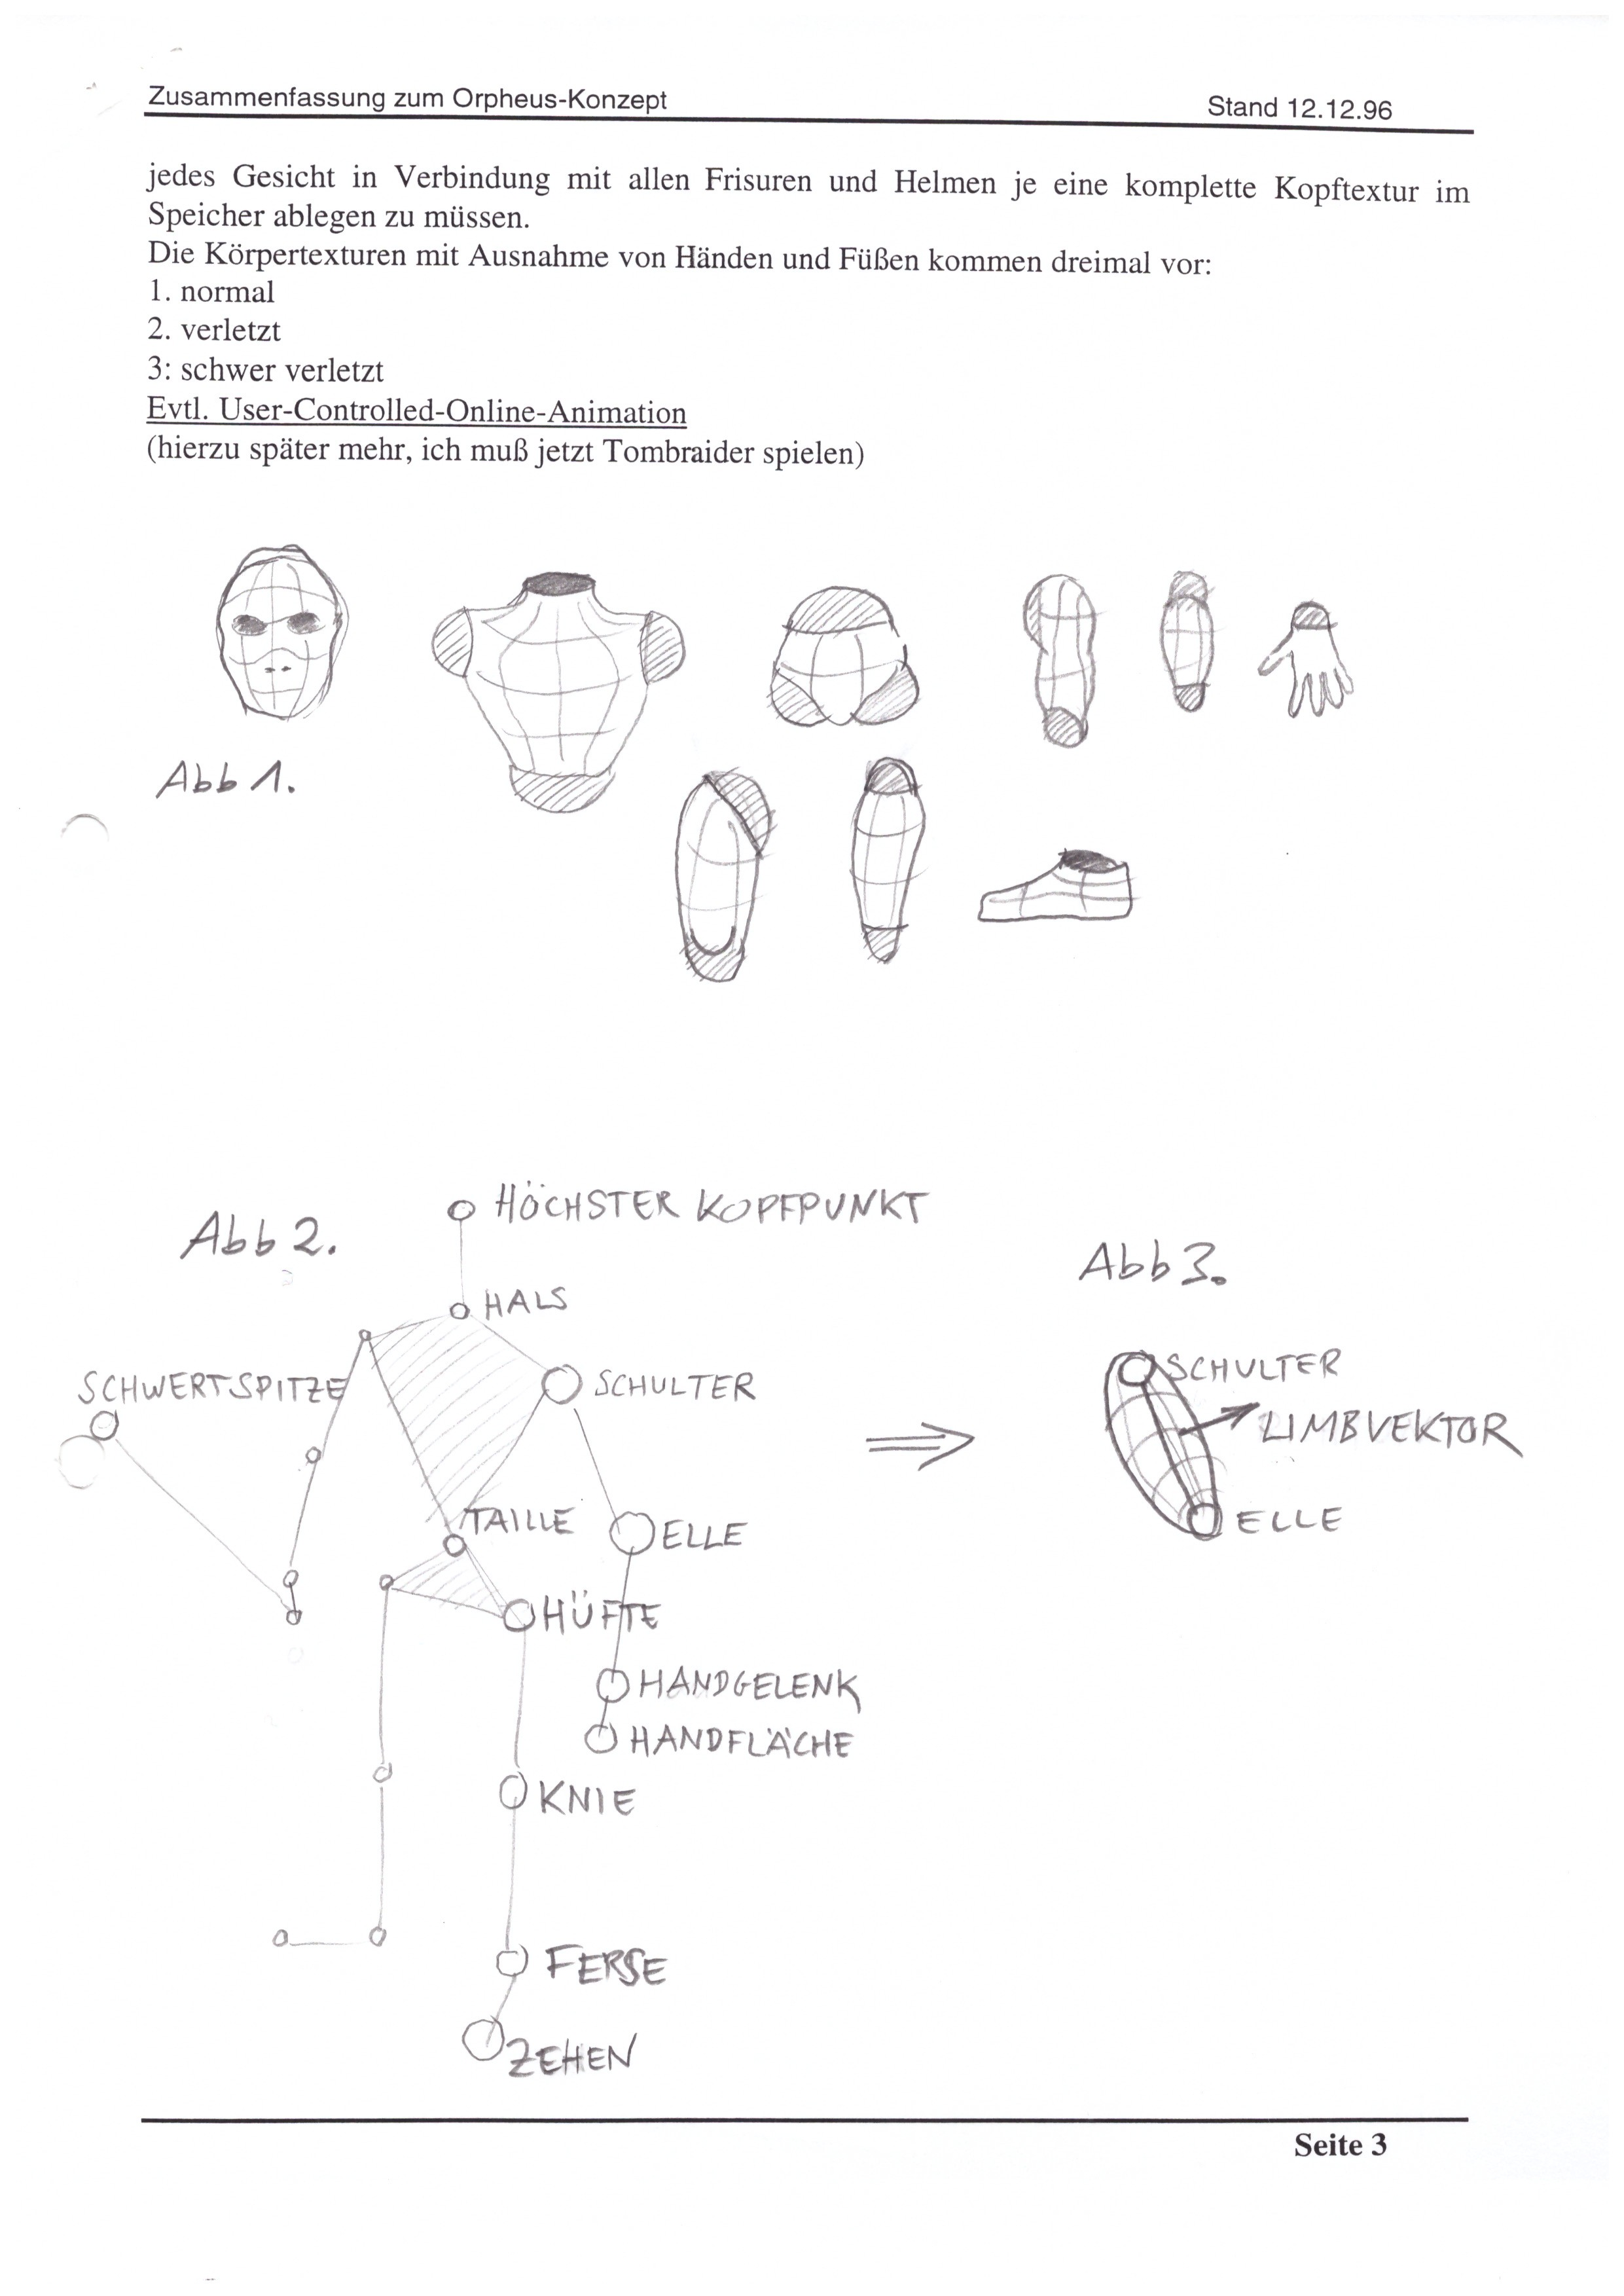 Zusammenfassung zum Orpheus-Konzept Stand 12.12.96
jedes Gesicht in Verbindung mit allen Frisuren und Helmen je eine komplette Kopftextur im
Speicher ablegen zu müssen.
Die Körpertexturen mit Ausnahme von Händen und Füßen kommen dreimal vor:
1. normal
2. verletzt
3: schwer verletzt
Evtl. User-Controlled-Online-Animation
(hierzu später mehr, ich muß jetzt Tombraider spielen)
Abb 1.
Abb 2.
HÖCHSTER KOPFPUNKT
HALS
SCHWERTSPITZE
SCHULTER
TAILLE
ELLE
HÜFTE
HANDGELENK
HANDFLÄCHE
KNIE
FERSE
ZEHEN
Abb 3.
SCHULTER
LIMBVEKTOR
ELLE
Seite 3